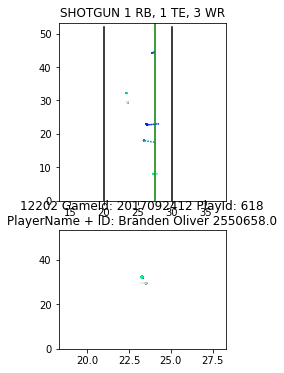 SHOTGUN 1 RB, 1 TE, 3 WR
50
40
30
20
10
0
15 20 25 30 35
12202 GameId: 2017092412 PlayId: 618
PlayerName + ID: Branden Oliver 2550658.0
40
20
0
20.0 22.5 25.0 27.5